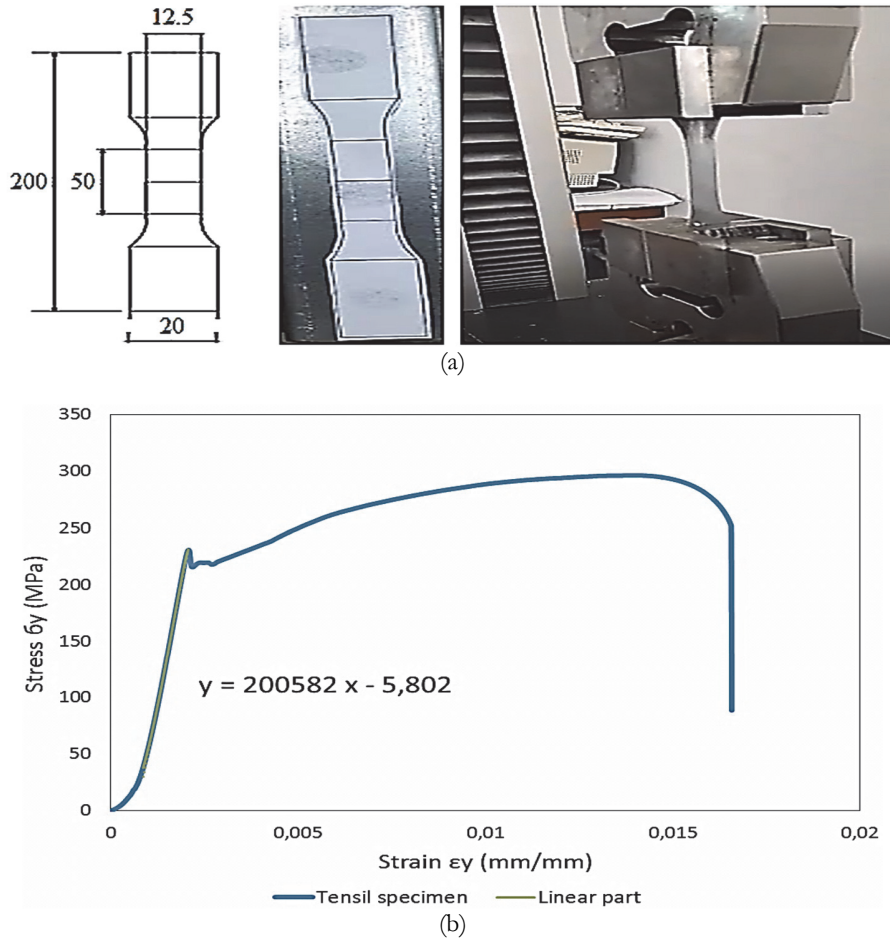 12.5
200
50
20
(a)
350
300
250
200
150
100
50
0
Stress бy (MPa)
y = 200582 x - 5,802
0
0,005
0,01
0,015
0,02
Strain εy (mm/mm)
Tensil specimen
Linear part
(b)